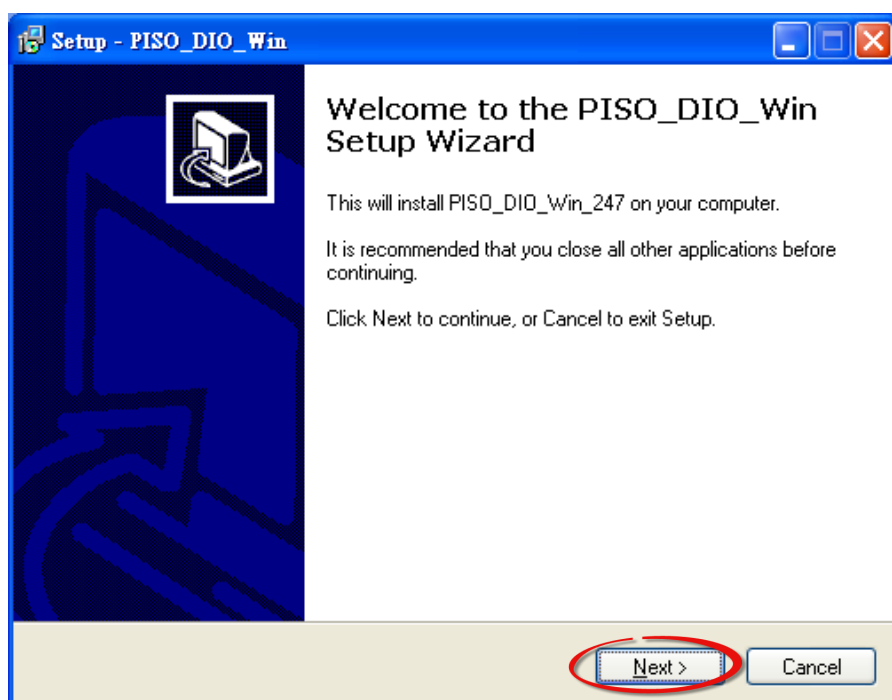 Setup - PISO_DIO_Win
Welcome to the PISO_DIO_Win
Setup Wizard
This will install PISO_DIO_Win_247 on your computer.
It is recommended that you close all other applications before
continuing.
Click Next to continue, or Cancel to exit Setup.
Next >
Cancel